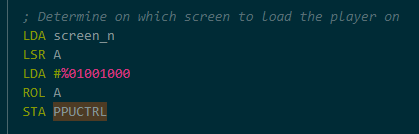 ; Determine on which screen to load the player on
LDA screen_n
LSR A
LDA #%01001000
ROL A
STA PPUCTRL